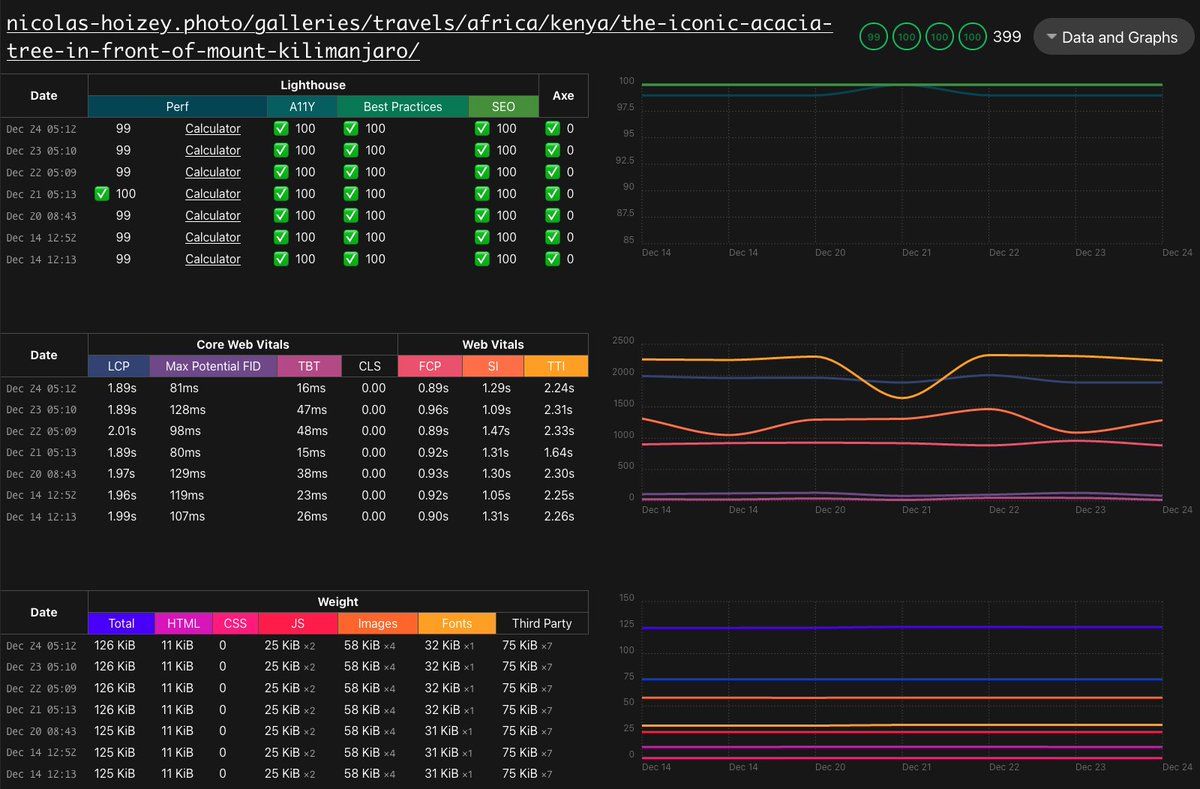 nicolas-hoizey.photo/galleries/travels/africa/kenya/the-iconic-acacia-
tree-in-front-of-mount-kilimanjaro/
99 100 100 100 399 Data and Graphs
Date Lighthouse Axe
Perf A11Y Best Practices SEO
Dec 24 05:12 99 Calculator ✅ 100 ✅ 100 ✅ 100 ✅ 0
Dec 23 05:10 99 Calculator ✅ 100 ✅ 100 ✅ 100 ✅ 0
Dec 22 05:09 99 Calculator ✅ 100 ✅ 100 ✅ 100 ✅ 0
Dec 21 05:13 ✅ 100 Calculator ✅ 100 ✅ 100 ✅ 100 ✅ 0
Dec 20 08:43 99 Calculator ✅ 100 ✅ 100 ✅ 100 ✅ 0
Dec 14 12:52 99 Calculator ✅ 100 ✅ 100 ✅ 100 ✅ 0
Dec 14 12:13 99 Calculator ✅ 100 ✅ 100 ✅ 100 ✅ 0
100
97.5
95
92.5
90
87.5
85
Dec 14 Dec 14 Dec 20 Dec 21 Dec 22 Dec 23 Dec 24
Date Core Web Vitals Web Vitals
LCP Max Potential FID TBT CLS FCP SI TTI
Dec 24 05:12 1.89s 81ms 16ms 0.00 0.89s 1.29s 2.24s
Dec 23 05:10 1.89s 128ms 47ms 0.00 0.96s 1.09s 2.31s
Dec 22 05:09 2.01s 98ms 48ms 0.00 0.89s 1.47s 2.33s
Dec 21 05:13 1.89s 80ms 15ms 0.00 0.92s 1.31s 1.64s
Dec 20 08:43 1.97s 129ms 38ms 0.00 0.93s 1.30s 2.30s
Dec 14 12:52 1.96s 119ms 23ms 0.00 0.92s 1.05s 2.25s
Dec 14 12:13 1.99s 107ms 26ms 0.00 0.90s 1.31s 2.26s
2500
2000
1500
1000
500
0
Dec 14 Dec 14 Dec 20 Dec 21 Dec 22 Dec 23 Dec 24
Date Weight
Total HTML CSS JS Images Fonts Third Party
Dec 24 05:12 126 KiB 11 KiB 0 25 KiB ×2 58 KiB ×4 32 KiB ×1 75 KiB ×7
Dec 23 05:10 126 KiB 11 KiB 0 25 KiB ×2 58 KiB ×4 32 KiB ×1 75 KiB ×7
Dec 22 05:09 126 KiB 11 KiB 0 25 KiB ×2 58 KiB ×4 32 KiB ×1 75 KiB ×7
Dec 21 05:13 126 KiB 11 KiB 0 25 KiB ×2 58 KiB ×4 32 KiB ×1 75 KiB ×7
Dec 20 08:43 125 KiB 11 KiB 0 25 KiB ×2 58 KiB ×4 31 KiB ×1 75 KiB ×7
Dec 14 12:52 125 KiB 11 KiB 0 25 KiB ×2 58 KiB ×4 31 KiB ×1 75 KiB ×7
Dec 14 12:13 125 KiB 11 KiB 0 25 KiB ×2 58 KiB ×4 31 KiB ×1 75 KiB ×7
150
125
100
75
50
25
0
Dec 14 Dec 14 Dec 20 Dec 21 Dec 22 Dec 23 Dec 24